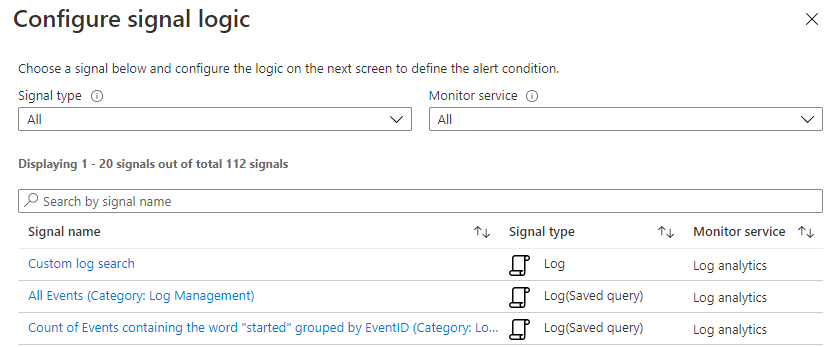 Configure signal logic
Choose a signal below and configure the logic on the next screen to define the alert condition.
Signal type Monitor service
All All
Displaying 1 - 20 signals out of total 112 signals
Search by signal name
Signal name Signal type Monitor service
Custom log search Log Log analytics
All Events (Category: Log Management) Log(Saved query) Log analytics
Count of Events containing the word "started" grouped by EventID (Category: Lo... Log(Saved query) Log analytics